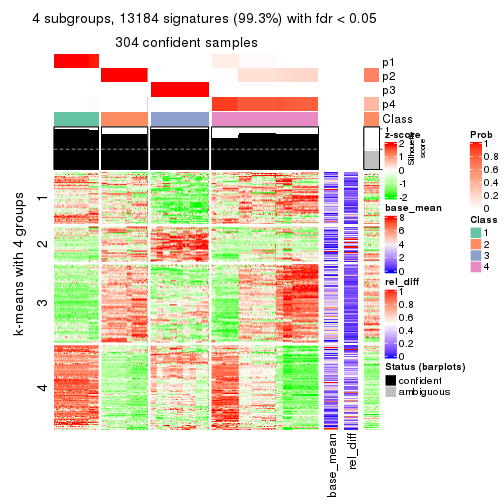 4 subgroups, 13184 signatures (99.3%) with fdr < 0.05
304 confident samples
p1
p2
p3
p4
Class
1
Silhouette
score
k-means with 4 groups
1
2
3
4
base_mean
rel_diff
z-score
2
1
0
-1
-2
base_mean
8
6
4
2
0
rel_diff
1
0.8
0.6
0.4
0.2
0
Status (barplots)
confident
ambiguous
Prob
1
0.8
0.6
0.4
0.2
0
Class
1
2
3
4